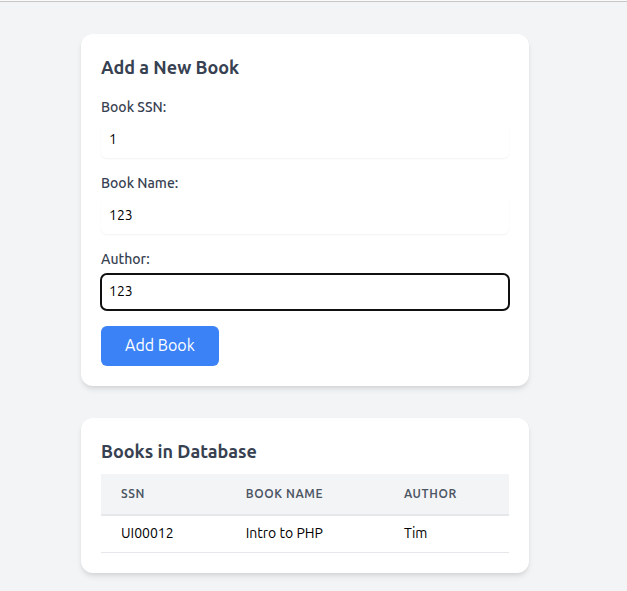 Add a New Book
Book SSN:
1
Book Name:
123
Author:
123
Add Book
Books in Database
SSN BOOK NAME AUTHOR
UI00012 Intro to PHP Tim